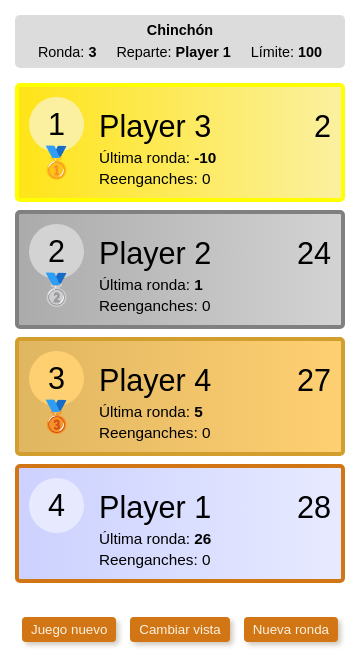 Chinchón
Ronda: 3 Reparte: Player 1 Límite: 100
1 Player 3 2
Última ronda: -10
Reenganches: 0
2 Player 2 24
Última ronda: 1
Reenganches: 0
3 Player 4 27
Última ronda: 5
Reenganches: 0
4 Player 1 28
Última ronda: 26
Reenganches: 0
Juego nuevo Cambiar vista Nueva ronda